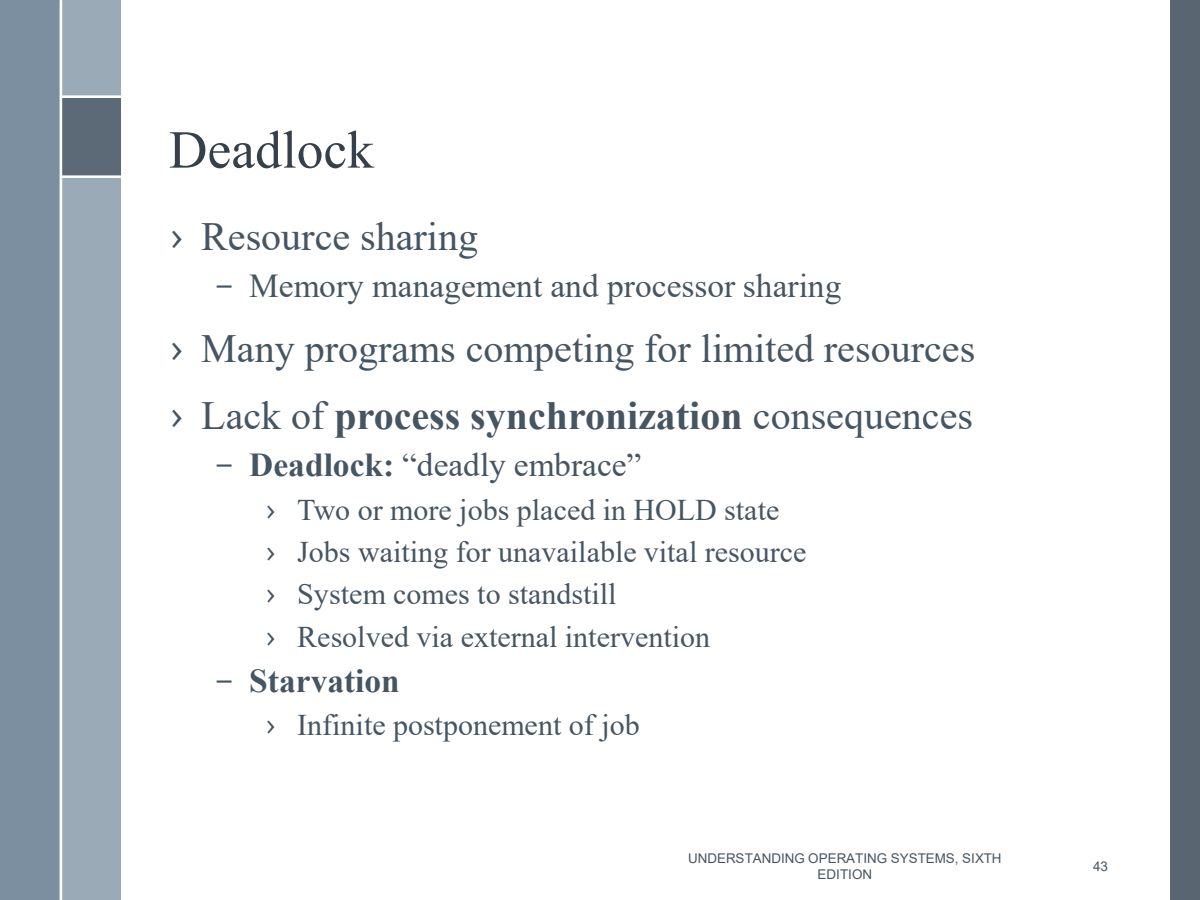 Deadlock
› Resource sharing
– Memory management and processor sharing
› Many programs competing for limited resources
› Lack of process synchronization consequences
– Deadlock: “deadly embrace”
› Two or more jobs placed in HOLD state
› Jobs waiting for unavailable vital resource
› System comes to standstill
› Resolved via external intervention
– Starvation
› Infinite postponement of job
UNDERSTANDING OPERATING SYSTEMS, SIXTH
EDITION
43